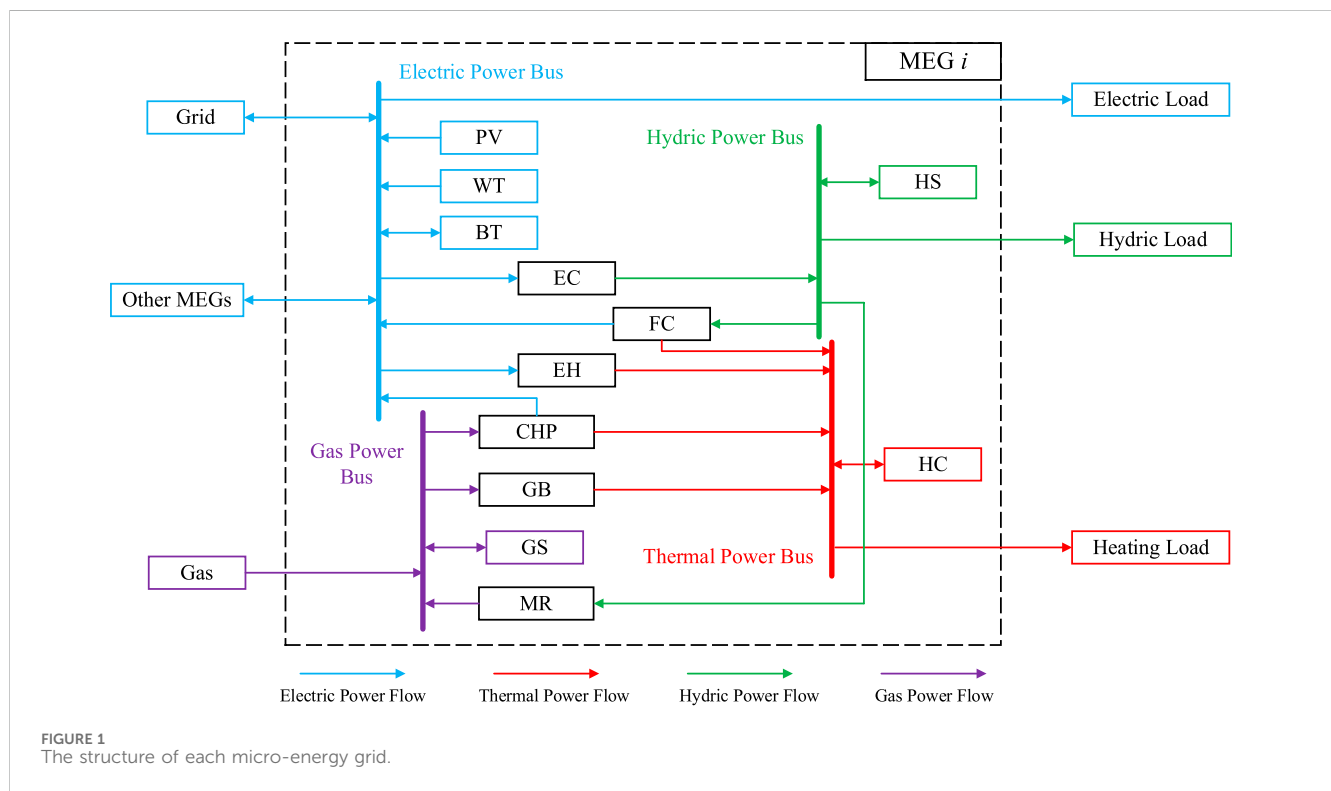 MEG i
Electric Power Bus
Electric Load
Grid
PV
Hydric Power Bus
WT
HS
BT
Hydric Load
EC
Other MEGs
FC
EH
CHP
Gas Power
Bus
HC
GB
GS
Thermal Power Bus
Heating Load
Gas
MR
Electric Power Flow
Thermal Power Flow
Hydric Power Flow
Gas Power Flow
FIGURE 1
The structure of each micro-energy grid.